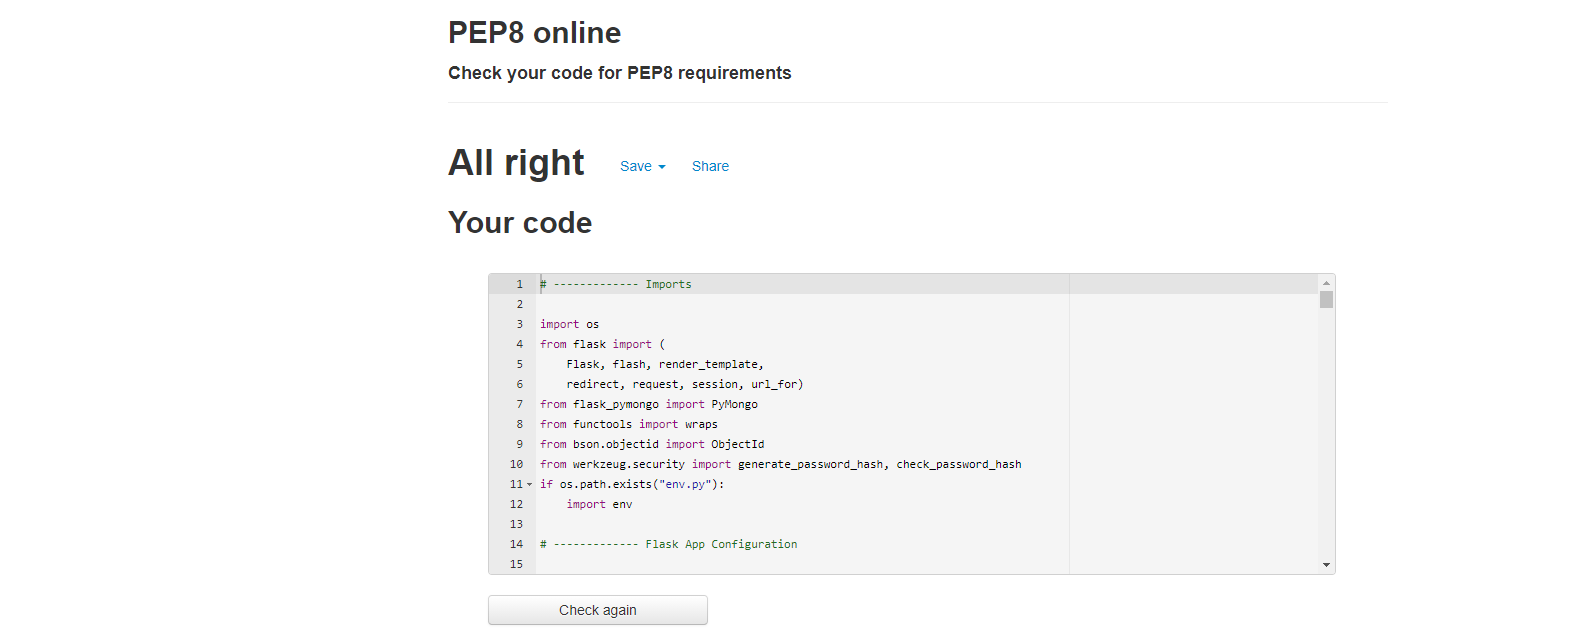 PEP8 online
Check your code for PEP8 requirements
All right Save Share
Your code
1 # ------------- Imports
2
3 import os
4 from flask import (
5     Flask, flash, render_template,
6     redirect, request, session, url_for)
7 from flask_pymongo import PyMongo
8 from functools import wraps
9 from bson.objectid import ObjectId
10 from werkzeug.security import generate_password_hash, check_password_hash
11 if os.path.exists("env.py"):
12     import env
13
14 # ------------- Flask App Configuration
15
Check again